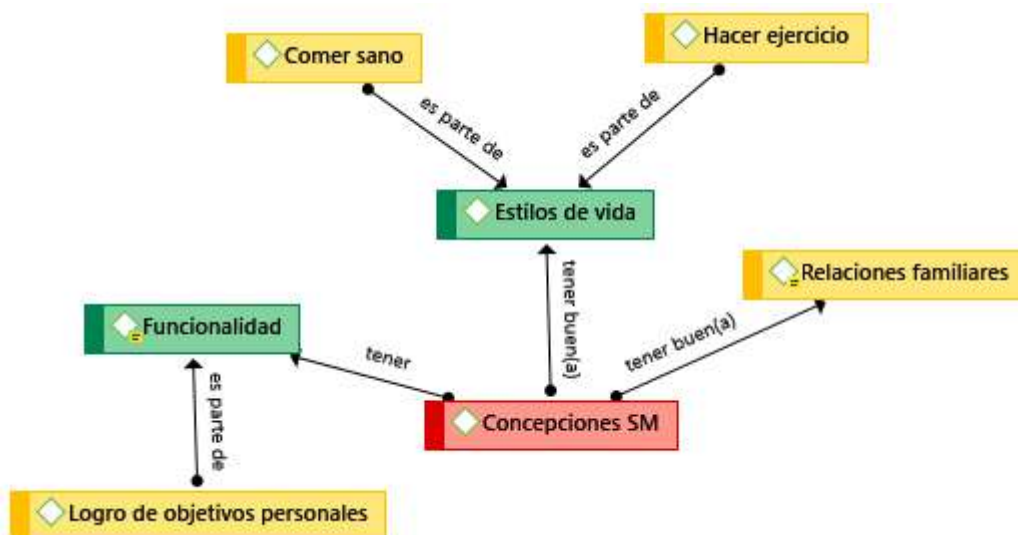 Comer sano
Hacer ejercicio
es parte de
es parte de
Estilos de vida
Relaciones familiares
tener buen(a)
tener buen(a)
Funcionalidad
tener
es parte de
Concepciones SM
Logro de objetivos personales